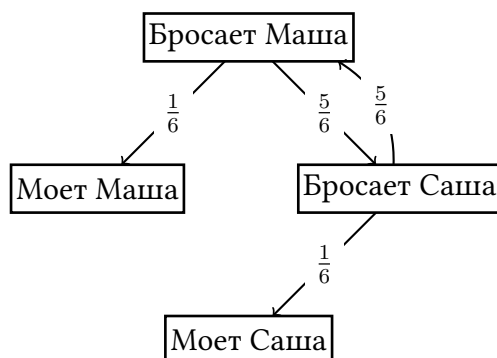 Бросает Маша
1/6
5/6
5/6
Моет Маша
Бросает Саша
1/6
Моет Саша